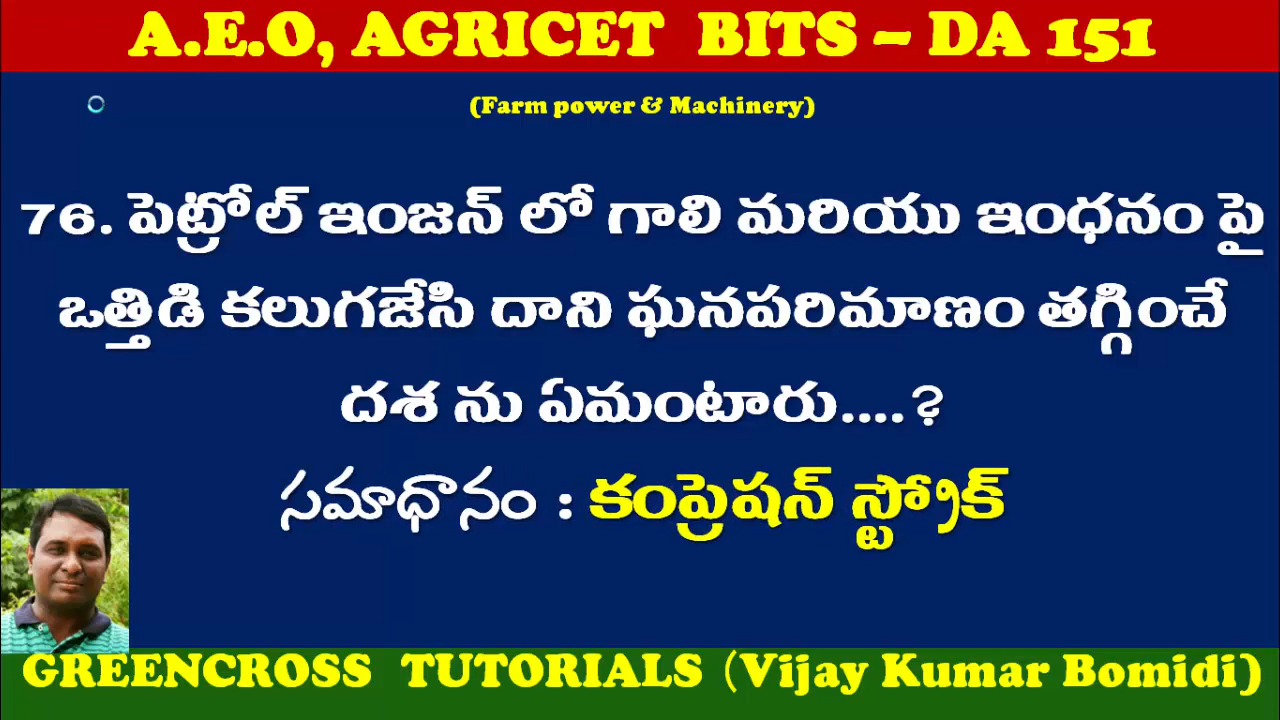 A.E.O, AGRICET BITS – DA 151
(Farm power & Machinery)
76. పెట్రోల్ ఇంజన్ లో గాలి మరియు ఇంధనం పై
ఒత్తిడి కలుగజేసి దాని ఘనపరిమాణం తగ్గించే
దశ ను ఏమంటారు....?
సమాధానం : కంప్రెషన్ స్ట్రోక్
GREENCROSS TUTORIALS (Vijay Kumar Bomidi)